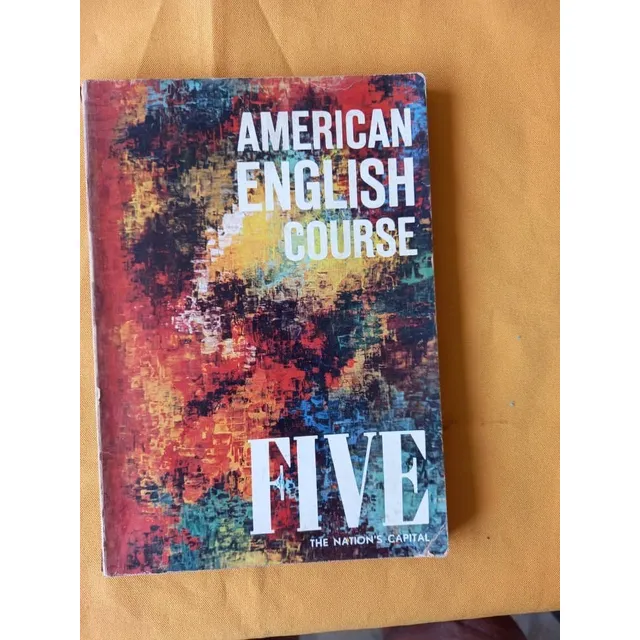 AMERICAN
ENGLISH
COURSE
FIVE
THE NATION'S CAPITAL